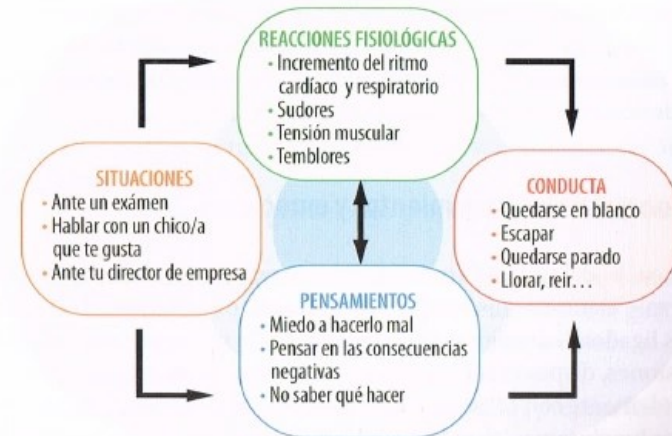 REACCIONES FISIOLÓGICAS
• Incremento del ritmo
cardíaco y respiratorio
• Sudores
• Tensión muscular
• Temblores
SITUACIONES
• Ante un exámen
• Hablar con un chico/a
que te gusta
• Ante tu director de empresa
CONDUCTA
• Quedarse en blanco
• Escapar
• Quedarse parado
• Llorar, reir…
PENSAMIENTOS
• Miedo a hacerlo mal
• Pensar en las consecuencias
negativas
• No saber qué hacer